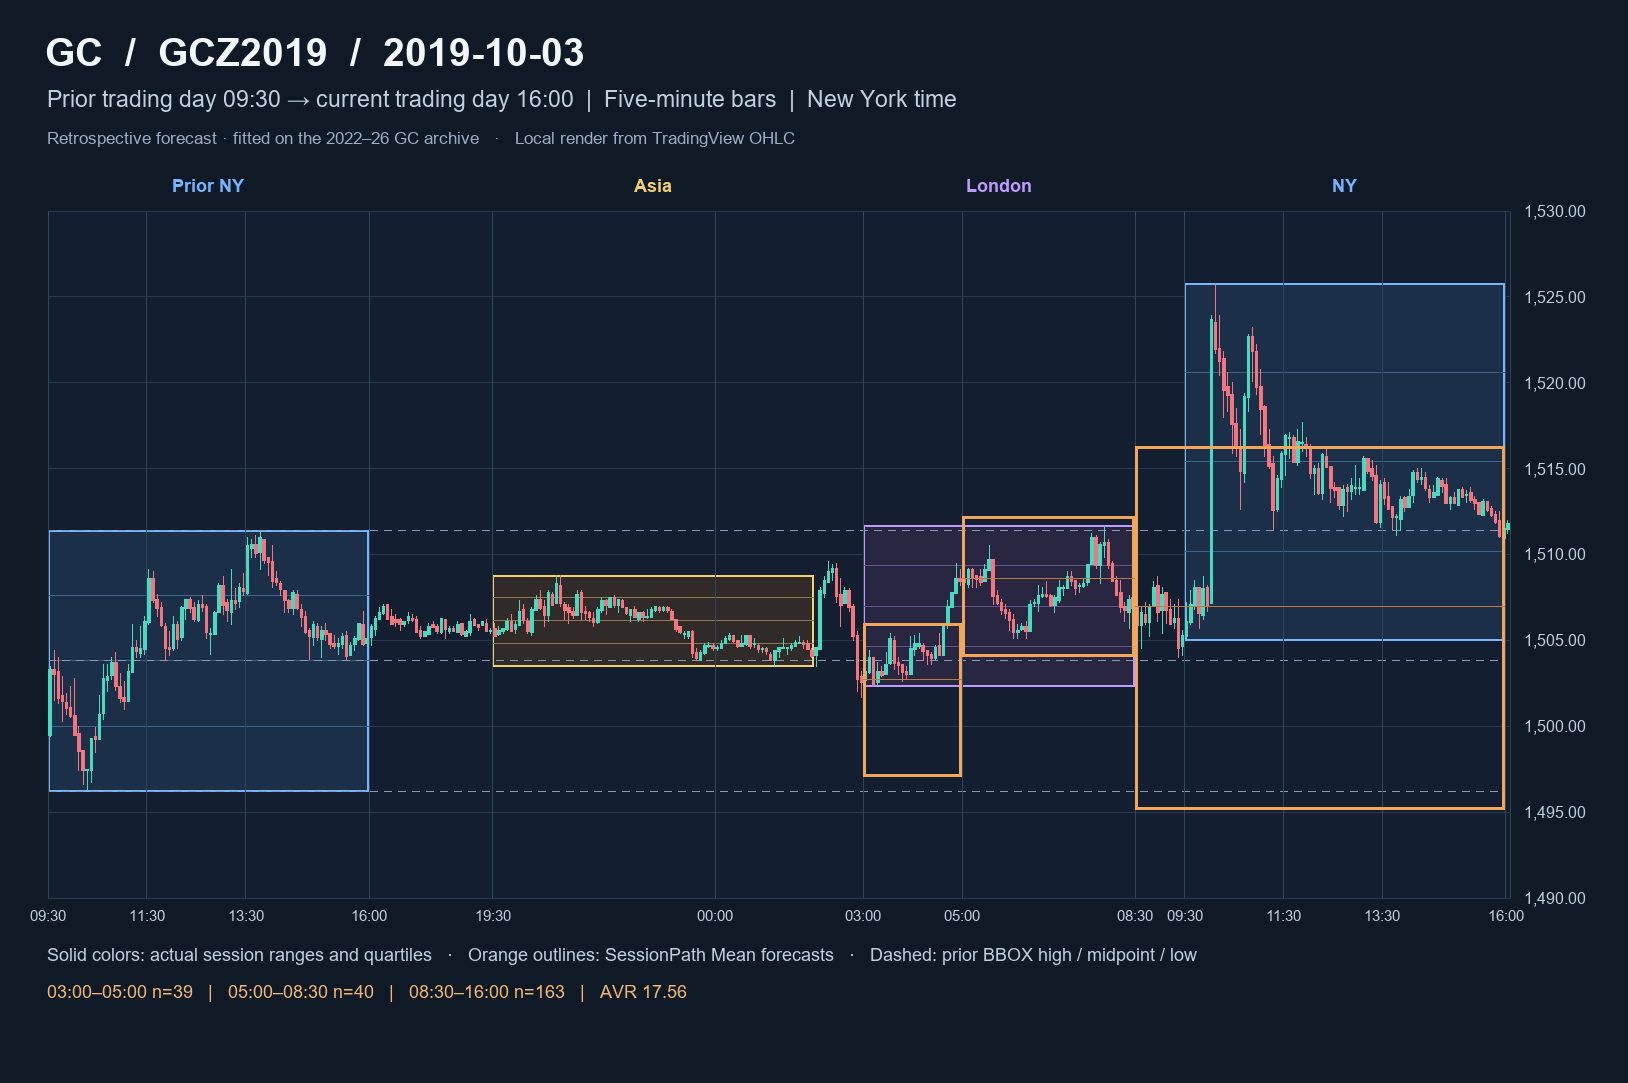 GC / GCZ2019 / 2019-10-03
Prior trading day 09:30 → current trading day 16:00 | Five-minute bars | New York time
Retrospective forecast · fitted on the 2022–26 GC archive · Local render from TradingView OHLC
Prior NY Asia London NY
1,530.00
1,525.00
1,520.00
1,515.00
1,510.00
1,505.00
1,500.00
1,495.00
1,490.00
09:30 11:30 13:30 16:00 19:30 00:00 03:00 05:00 08:30 09:30 11:30 13:30 16:00
Solid colors: actual session ranges and quartiles · Orange outlines: SessionPath Mean forecasts · Dashed: prior BBOX high / midpoint / low
03:00–05:00 n=39 | 05:00–08:30 n=40 | 08:30–16:00 n=163 | AVR 17.56